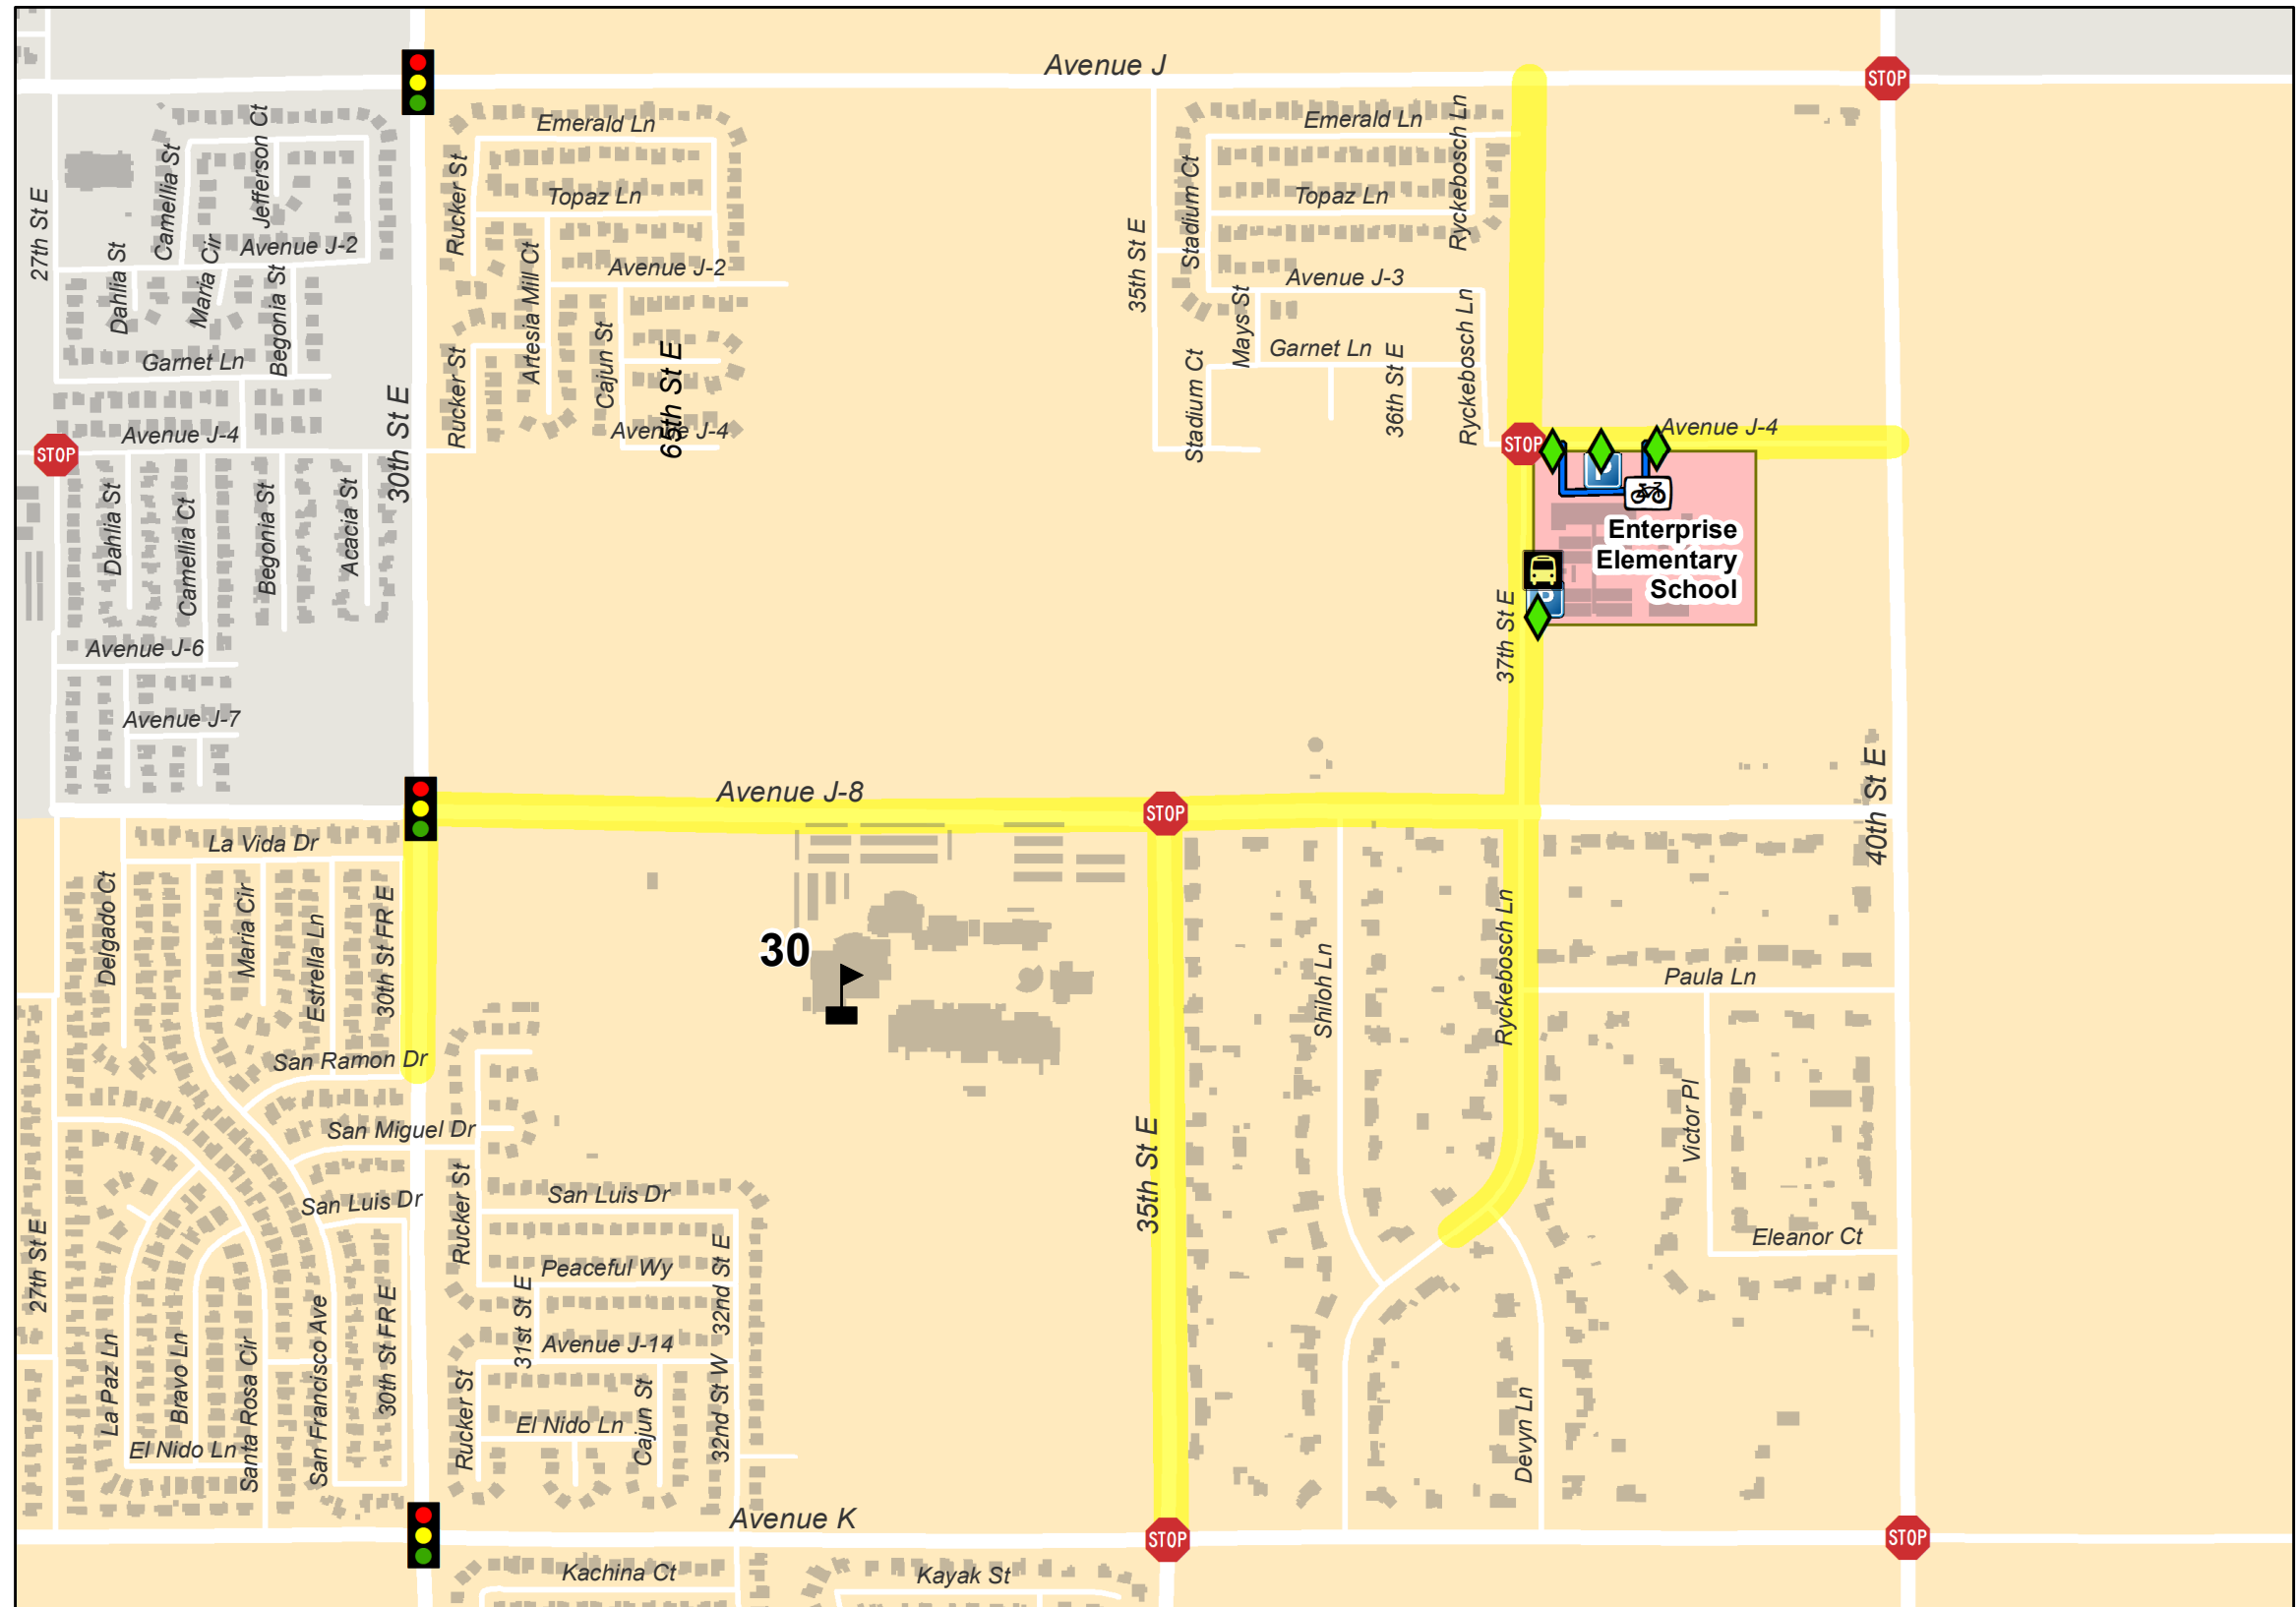 Avenue J
STOP
Emerald Ln
Emerald Ln
Jefferson Ct
Camellia St
Rucker St
Ryckebosch Ln
27th St E
Topaz Ln
Topaz Ln
Stadium Ct
Avenue J-2
Avenue J-2
Dahlia St
Maria Cir
Begonia St
Artesia Mill Ct
35th St E
Avenue J-3
Mays St
Garnet Ln
Cajun St
65th St E
Garnet Ln
36th St E
Ryckebosch Ln
Rucker St
30th St E
Stadium Ct
Avenue J-4
Avenue J-4
Avenue J-4
STOP
STOP
P
Dahlia St
Camellia Ct
Begonia St
Acacia St
Enterprise
Elementary
School
P
37th St E
Avenue J-6
Avenue J-7
Avenue J-8
STOP
40th St E
La Vida Dr
Delgado Ct
Maria Cir
Estrella Ln
30th St FR E
30
Shiloh Ln
Ryckebosch Ln
Paula Ln
San Ramon Dr
San Miguel Dr
Victor Pl
35th St E
Rucker St
San Luis Dr
San Luis Dr
Eleanor Ct
27th St E
Peaceful Wy
32nd St E
31st St E
Avenue J-14
La Paz Ln
Bravo Ln
Santa Rosa Cir
San Francisco Ave
30th St FR E
Rucker St
Cajun St
32nd St W
El Nido Ln
El Nido Ln
Devyn Ln
Avenue K
STOP
STOP
Kachina Ct
Kayak St